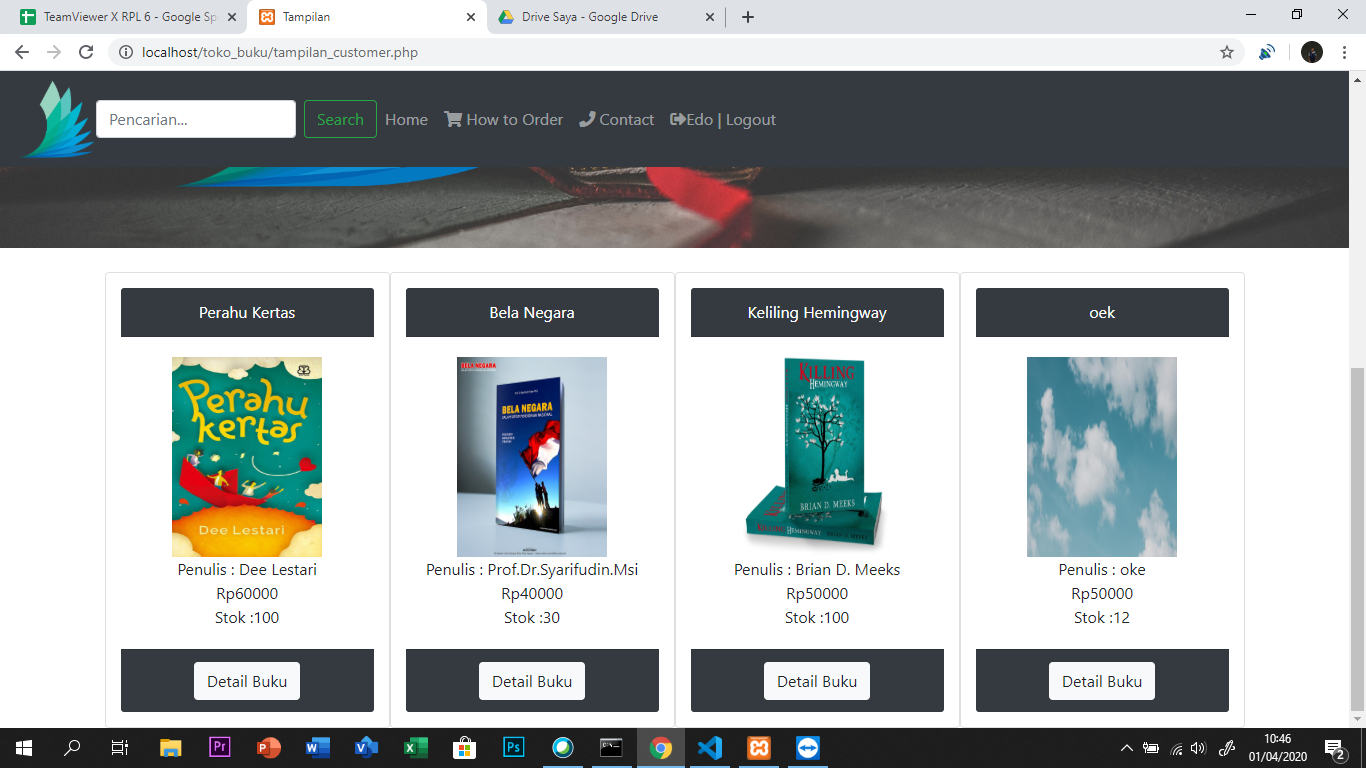 TeamViewer X RPL 6 - Google Sp
Tampilan
Drive Saya - Google Drive
localhost/toko_buku/tampilan_customer.php
Pencarian...
Search
Home
How to Order
Contact
Edo | Logout
Perahu Kertas
Bela Negara
Keliling Hemingway
oek
Perahu
kertas
Dee Lestari
BELA NEGARA
BELA NEGARA
KILLING
HEMINGWAY
BRIAN D. MEEKS
KILLING HEMINGWAY
Penulis : Dee Lestari
Rp60000
Stok :100
Penulis : Prof.Dr.Syarifudin.Msi
Rp40000
Stok :30
Penulis : Brian D. Meeks
Rp50000
Stok :100
Penulis : oke
Rp50000
Stok :12
Detail Buku
Detail Buku
Detail Buku
Detail Buku
10:46
01/04/2020
2